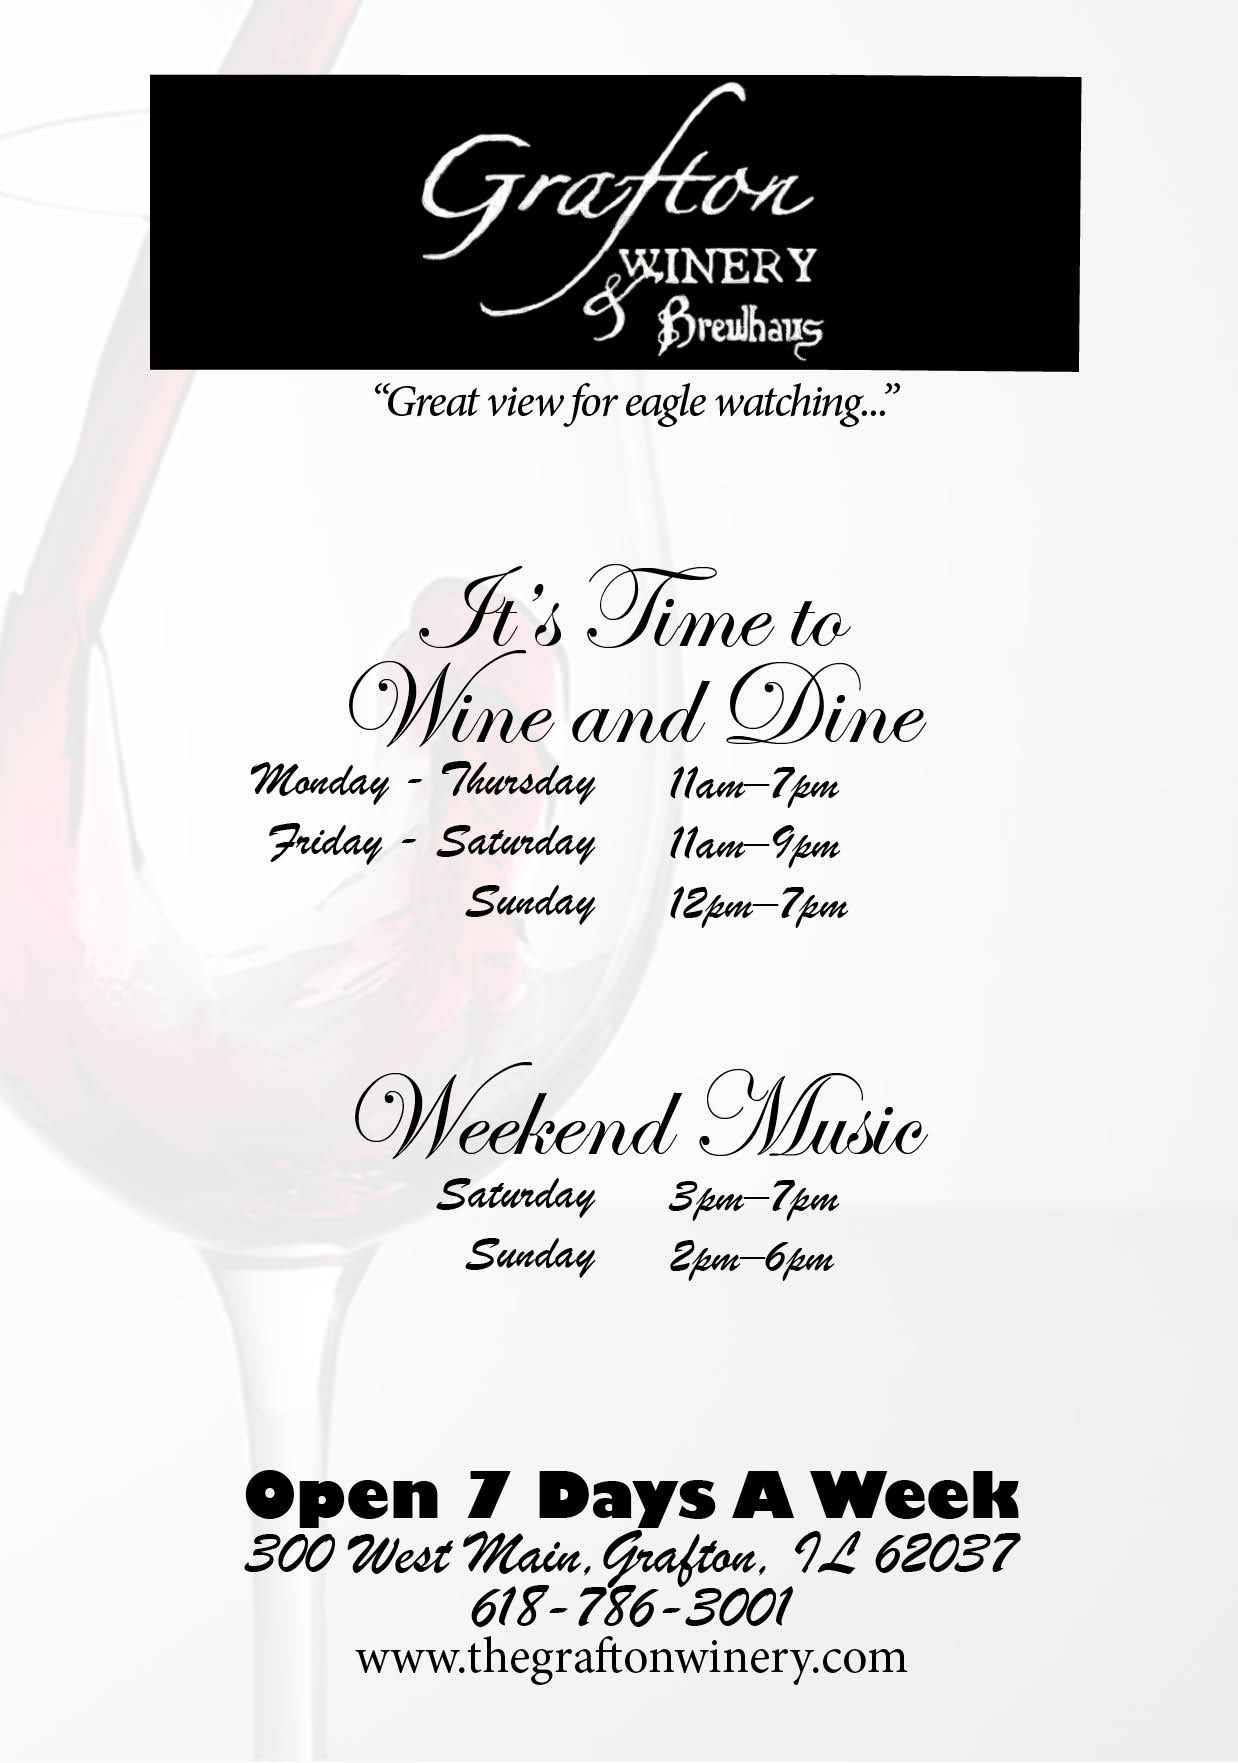 Grafton
WINERY
& Brewhaus
“Great view for eagle watching...”
It’s Time to
Wine and Dine
Monday - Thursday 11am–7pm
Friday - Saturday 11am–9pm
Sunday 12pm–7pm
Weekend Music
Saturday 3pm–7pm
Sunday 2pm–6pm
Open 7 Days A Week
300 West Main, Grafton, IL 62037
618-786-3001
www.thegraftonwinery.com